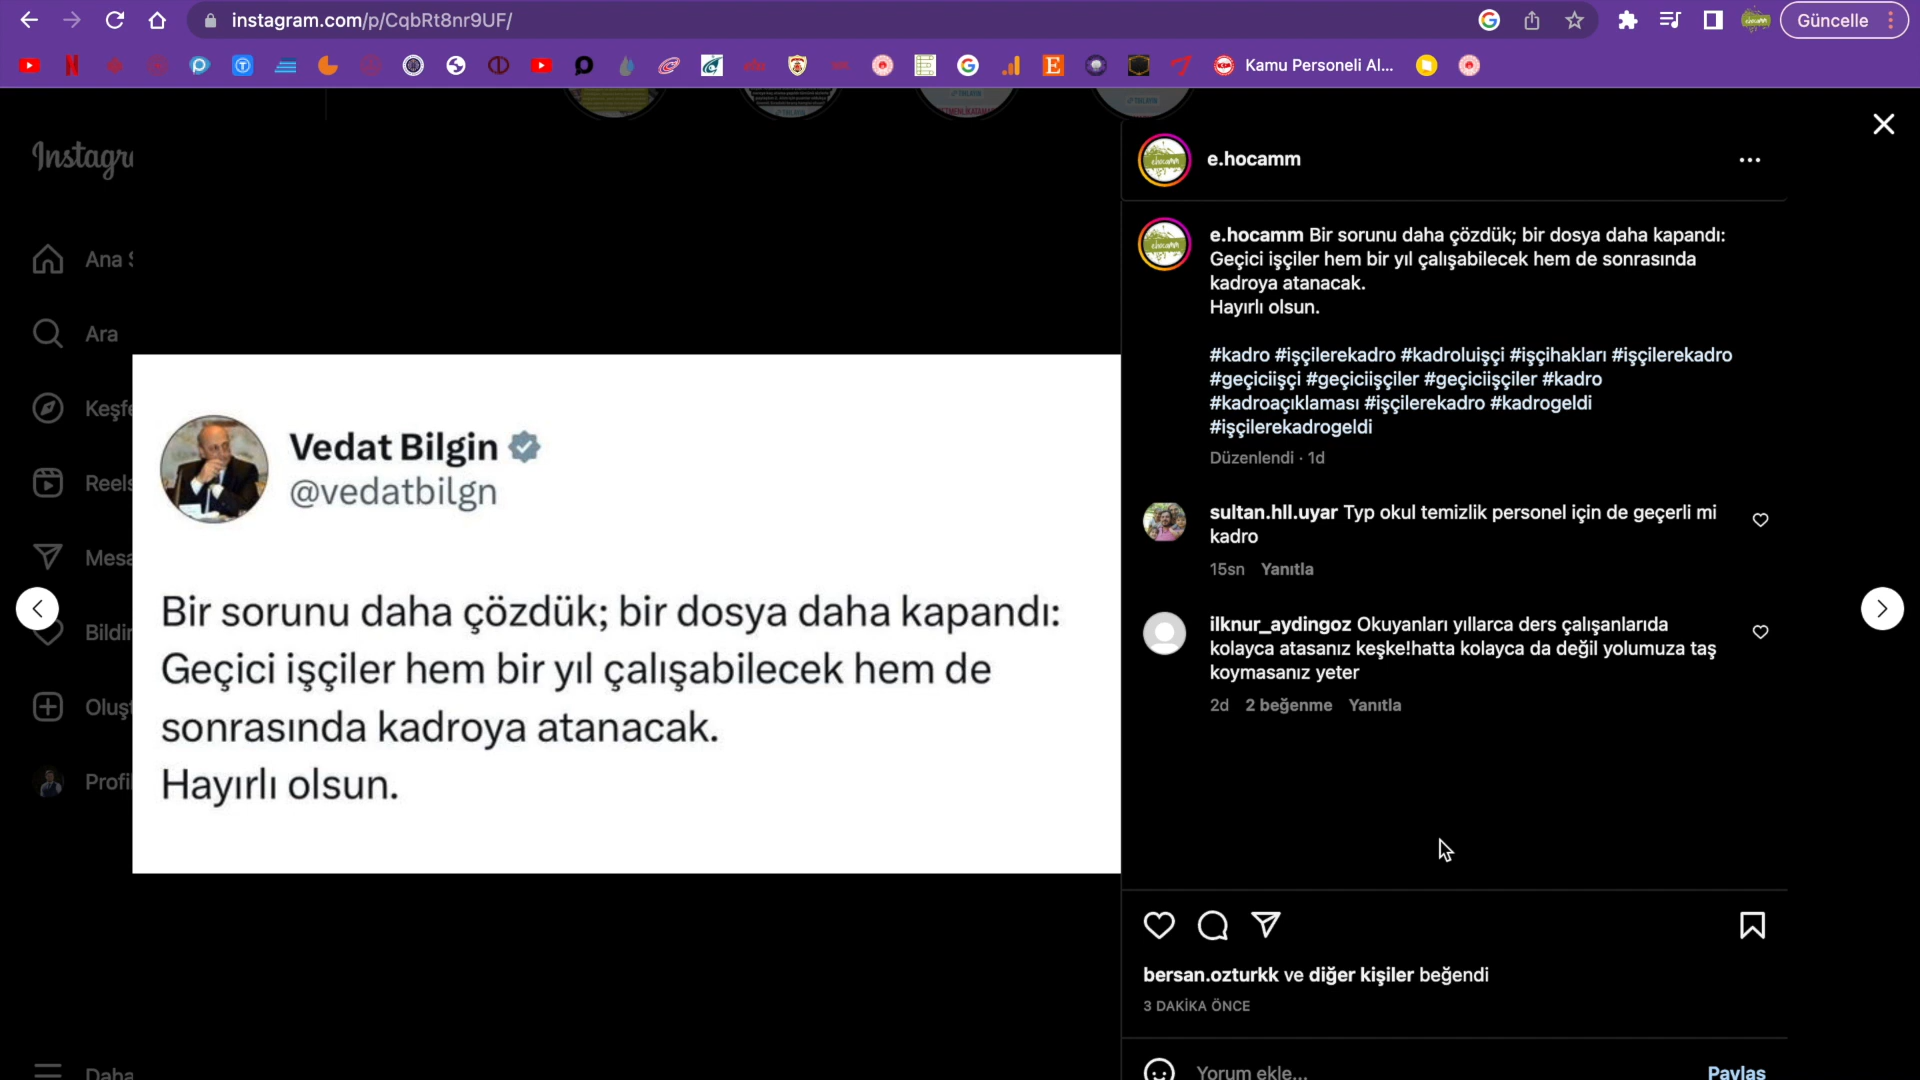 instagram.com/p/CqbRt8nr9UF/
Güncelle
Kamu Personeli Al...
Ana S
Ara
Keşfe
Reels
Mesa
Bildir
Oluşt
Profil
Daha
Vedat Bilgin
@vedatbilgn
Bir sorunu daha çözdük; bir dosya daha kapandı:
Geçici işçiler hem bir yıl çalışabilecek hem de
sonrasında kadroya atanacak.
Hayırlı olsun.
e.hocamm
e.hocamm Bir sorunu daha çözdük; bir dosya daha kapandı:
Geçici işçiler hem bir yıl çalışabilecek hem de sonrasında
kadroya atanacak.
Hayırlı olsun.
#kadro #işçilerekadro #kadroluişçi #işçihakları #işçilerekadro
#geçiciişçi #geçiciişçiler #geçiciişçiler #kadro
#kadroaçıklaması #işçilerekadro #kadrogeldi
#işçilerekadrogeldi
Düzenlendi · 1d
sultan.hll.uyar Typ okul temizlik personel için de geçerli mi
kadro
15sn Yanıtla
ilknur_aydingoz Okuyanları yıllarca ders çalışanlarıda
kolayca atasanız keşke!hatta kolayca da değil yolumuza taş
koymasanız yeter
2d 2 beğenme Yanıtla
bersan.ozturkk ve diğer kişiler beğendi
3 DAKİKA ÖNCE
Yorum ekle...
Paylaş